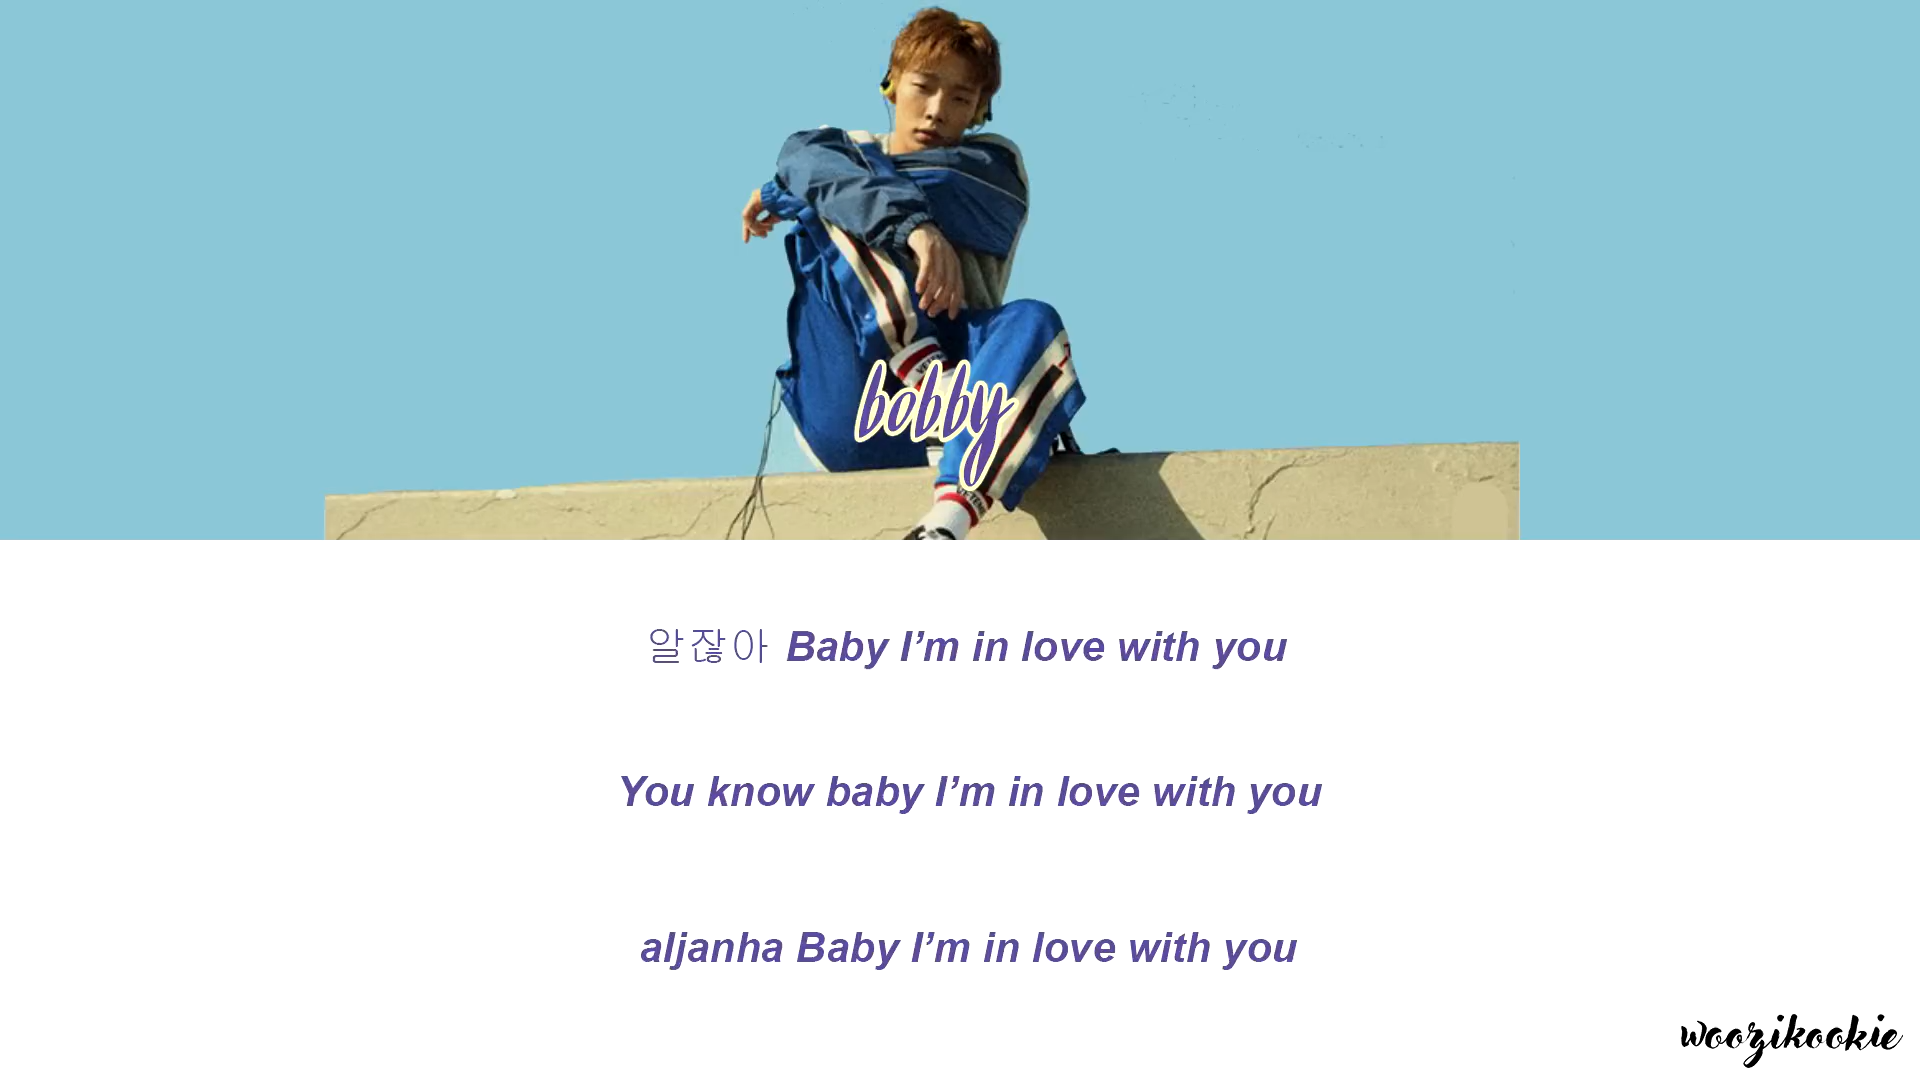 bobby
알잖아 Baby I’m in love with you
You know baby I’m in love with you
aljanha Baby I’m in love with you
woozikookie